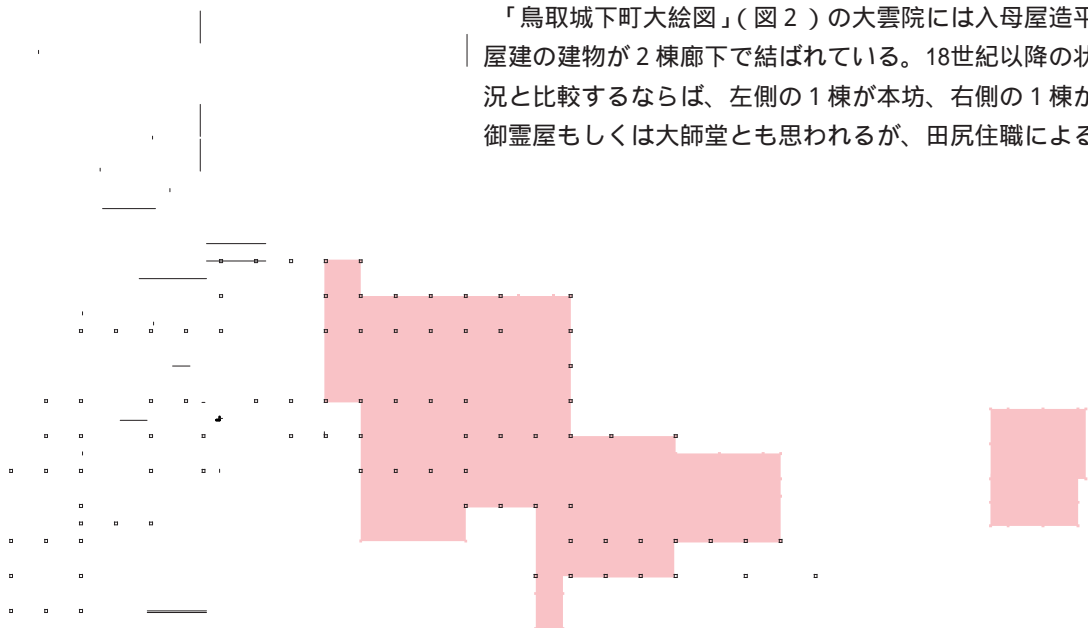 「鳥取城下町大絵図」(図２)の大雲院には入母屋造平
屋建の建物が２棟廊下で結ばれている。18世紀以降の状
況と比較するならば、左側の１棟が本坊、右側の１棟が
御霊屋もしくは大師堂とも思われるが、田尻住職による